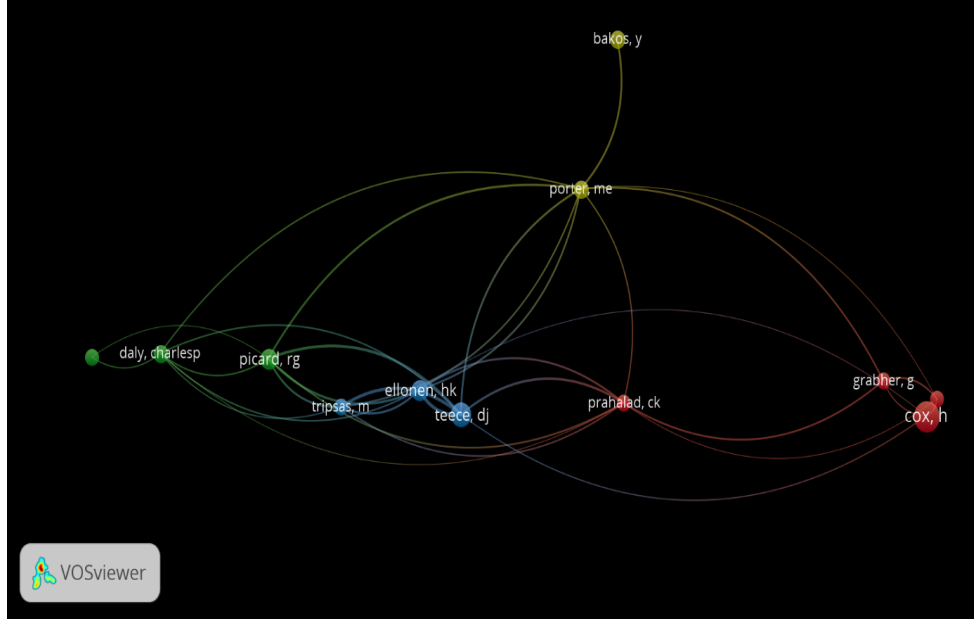 bakos, y
porter, me
daly, charlesp
picard, rg
tripsas, m
ellonen, hk
teece, dj
prahalad, ck
grabher, g
cox, h
VOSviewer